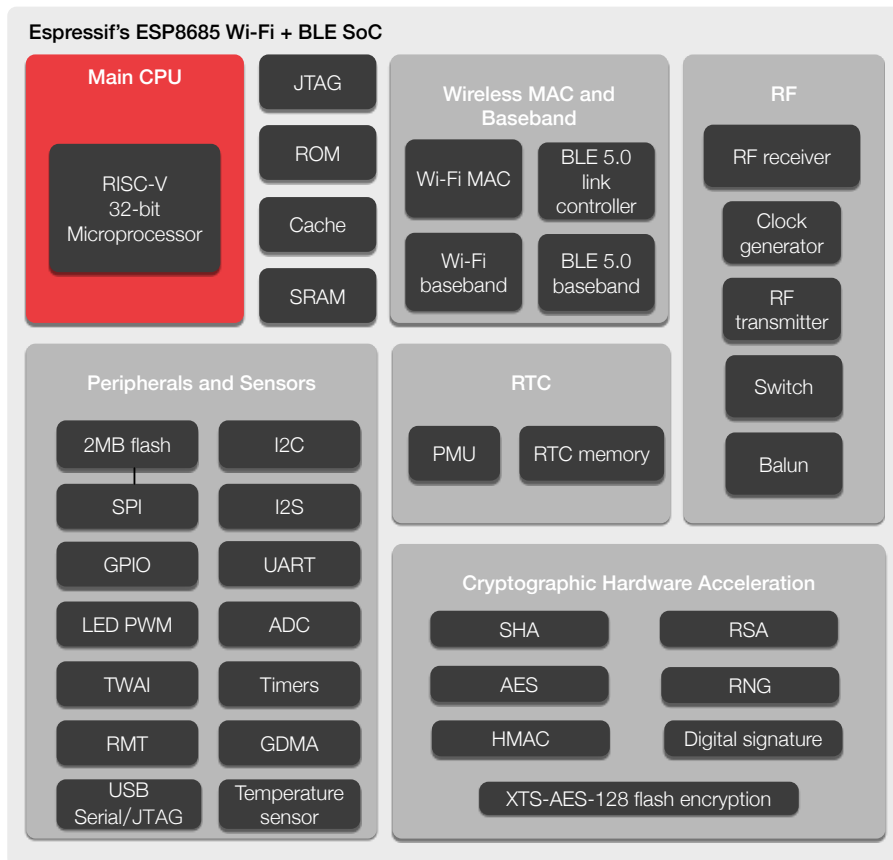 Espressif's ESP8685 Wi-Fi + BLE SoC
Main CPU
RISC-V
32-bit
Microprocessor
JTAG
ROM
Cache
SRAM
Wireless MAC and
Baseband
Wi-Fi MAC
BLE 5.0
link
controller
Wi-Fi
baseband
BLE 5.0
baseband
RF
RF receiver
Clock
generator
RF
transmitter
Switch
Balun
Peripherals and Sensors
2MB flash
I2C
SPI
I2S
GPIO
UART
LED PWM
ADC
TWAI
Timers
RMT
GDMA
USB
Serial/JTAG
Temperature
sensor
RTC
PMU
RTC memory
Cryptographic Hardware Acceleration
SHA
RSA
AES
RNG
HMAC
Digital signature
XTS-AES-128 flash encryption